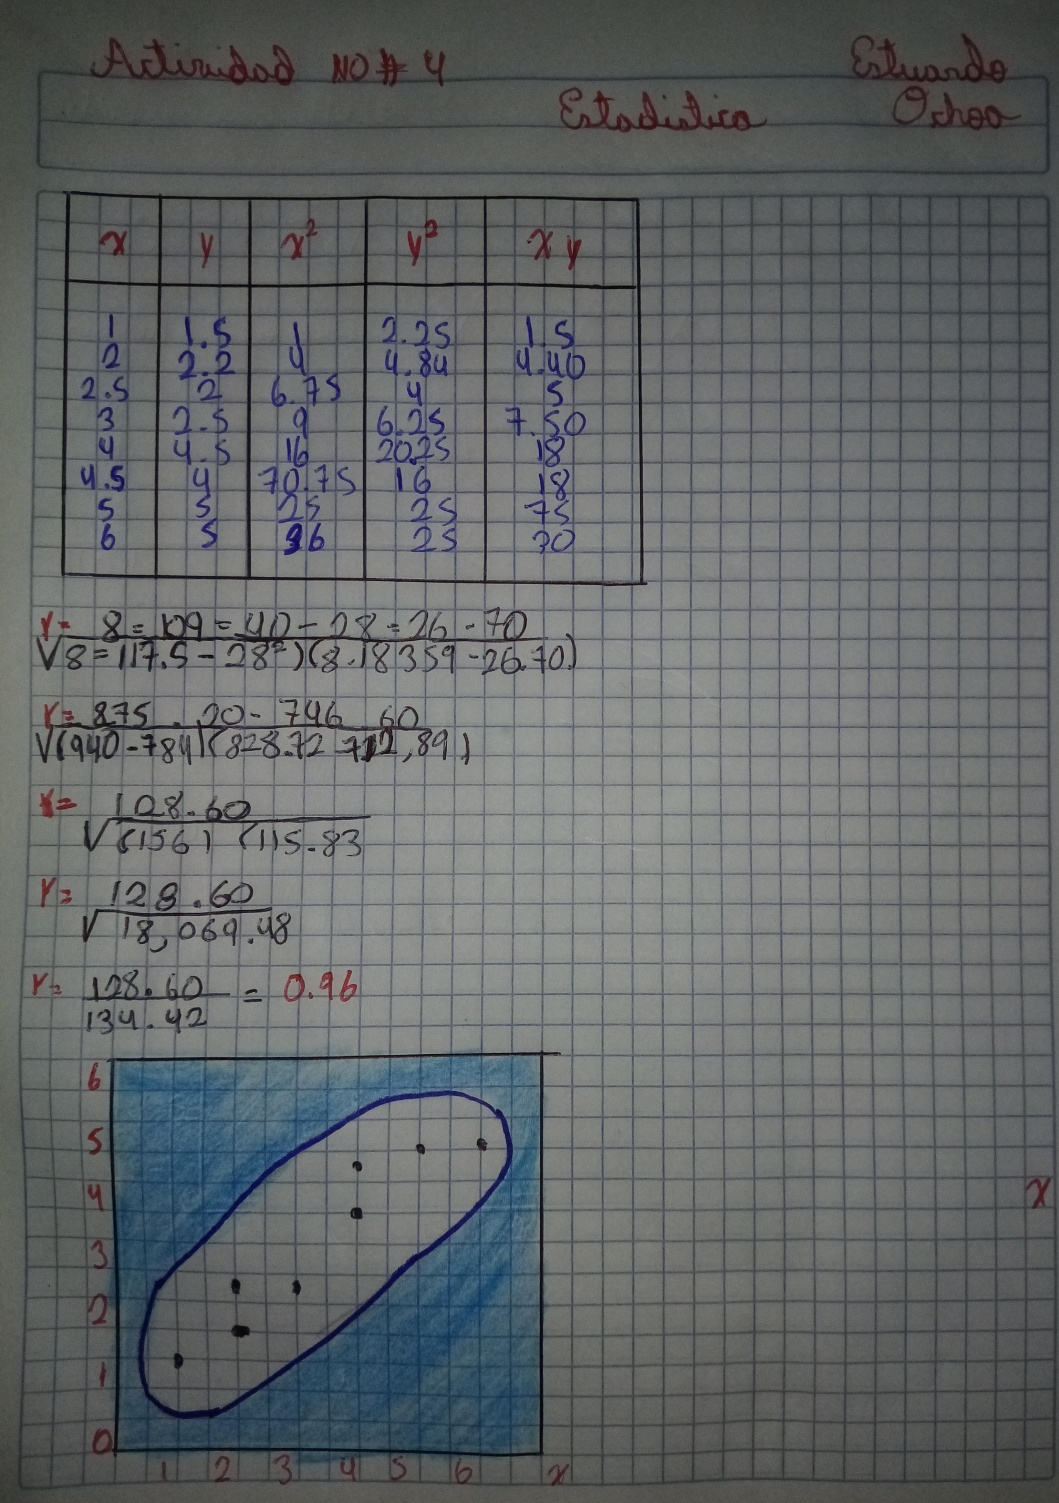 Actividad NO # 4 Estuardo
Estadistica Ochoa
x y x² y² x y
1 1.5 1 2.25 1.5
2 2.2 4 4.84 4.40
2.5 2 6.75 4 5
3 2.5 9 6.25 7.50
4 4.5 16 20.25 18
4.5 4 70.75 16 18
5 5 25 25 75
6 5 36 25 70
r= 8=109=40-28=26-70
√8=117.5-28²)(8.18359-26.70)
r= 875.20-746.60
√(940-784)(828.72-712,89)
r= 128.60
√(156) (115.83
r= 128.60
√18,069.48
r= 128.60 = 0.96
134.42
6
5
4
x
3
2
1
0
1 2 3 4 5 6 x